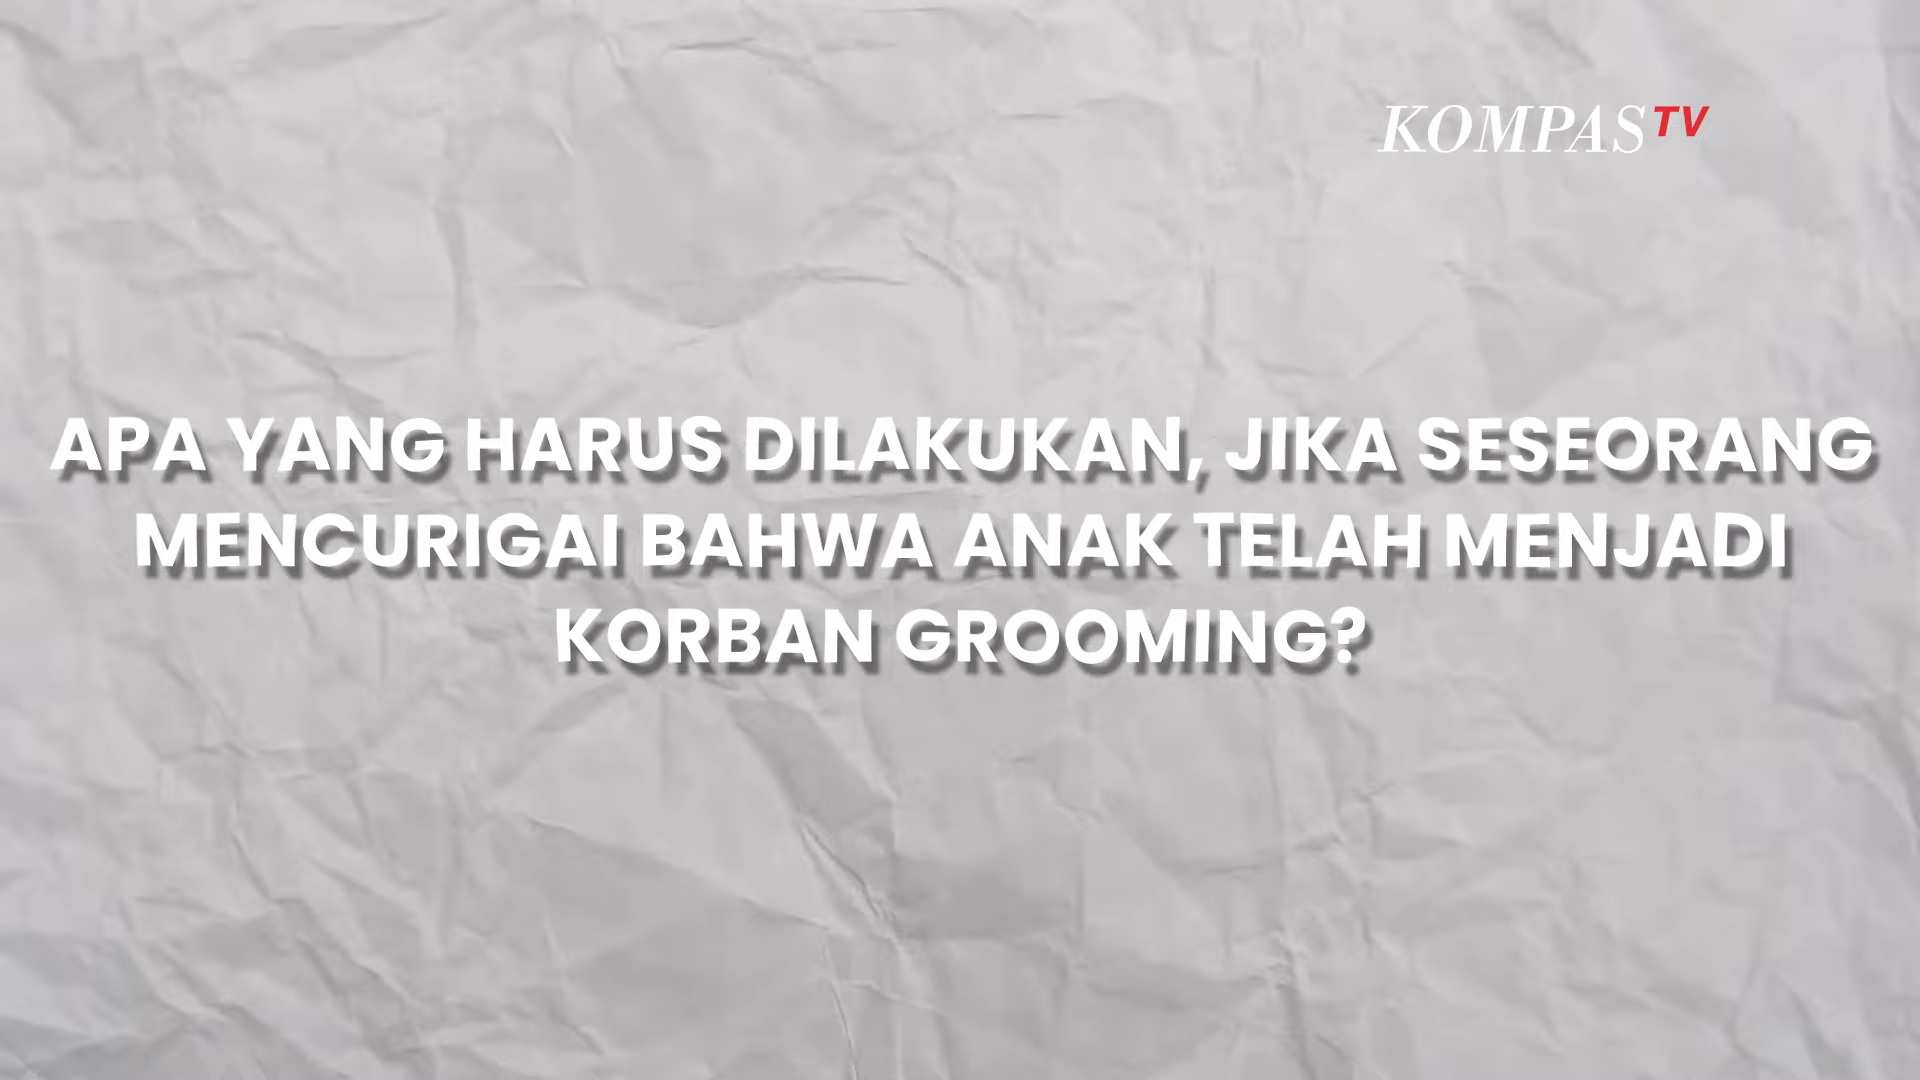 KOMPAS TV
APA YANG HARUS DILAKUKAN, JIKA SESEORANG
MENCURIGAI BAHWA ANAK TELAH MENJADI
KORBAN GROOMING?